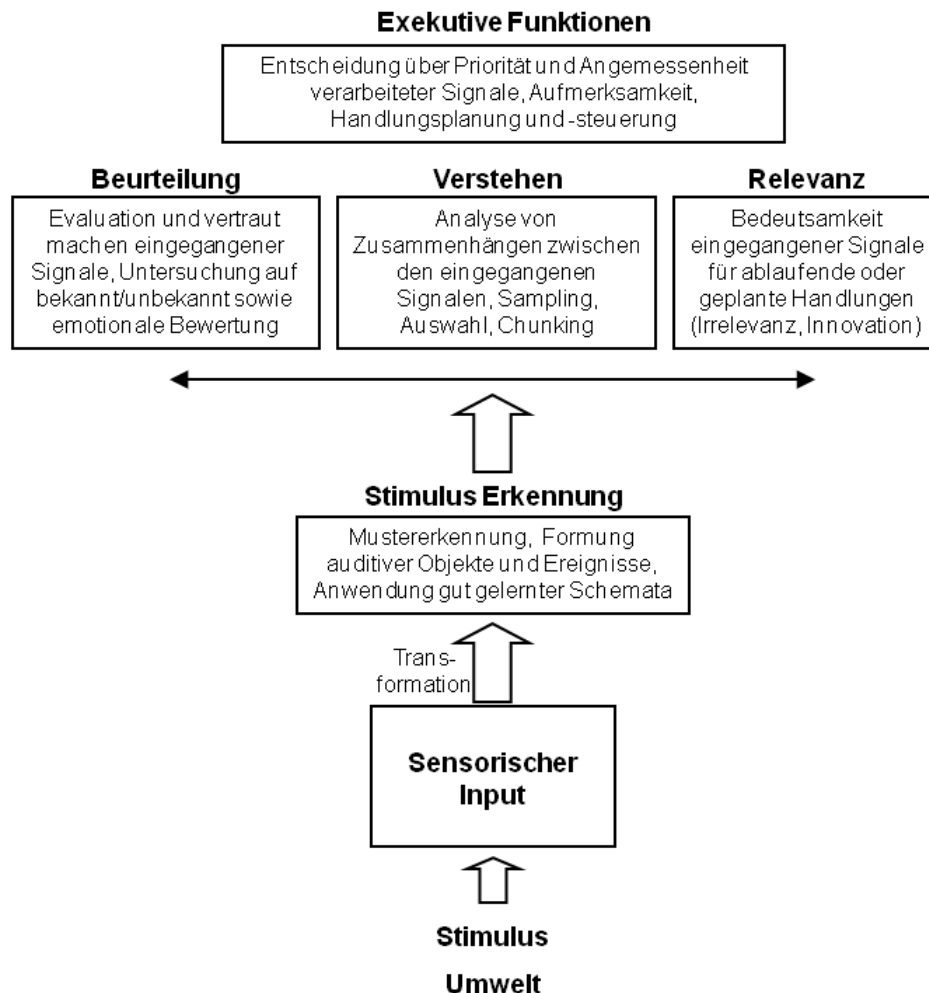 Exekutive Funktionen
Entscheidung über Priorität und Angemessenheit
verarbeiteter Signale, Aufmerksamkeit,
Handlungsplanung und -steuerung
Beurteilung
Evaluation und vertraut
machen eingegangener
Signale, Untersuchung auf
bekannt/unbekannt sowie
emotionale Bewertung
Verstehen
Analyse von
Zusammenhängen zwischen
den eingegangenen
Signalen, Sampling,
Auswahl, Chunking
Relevanz
Bedeutsamkeit
eingegangener Signale
für ablaufende oder
geplante Handlungen
(Irrelevanz, Innovation)
Stimulus Erkennung
Mustererkennung, Formung
auditiver Objekte und Ereignisse,
Anwendung gut gelernter Schemata
Trans-
formation
Sensorischer
Input
Stimulus
Umwelt